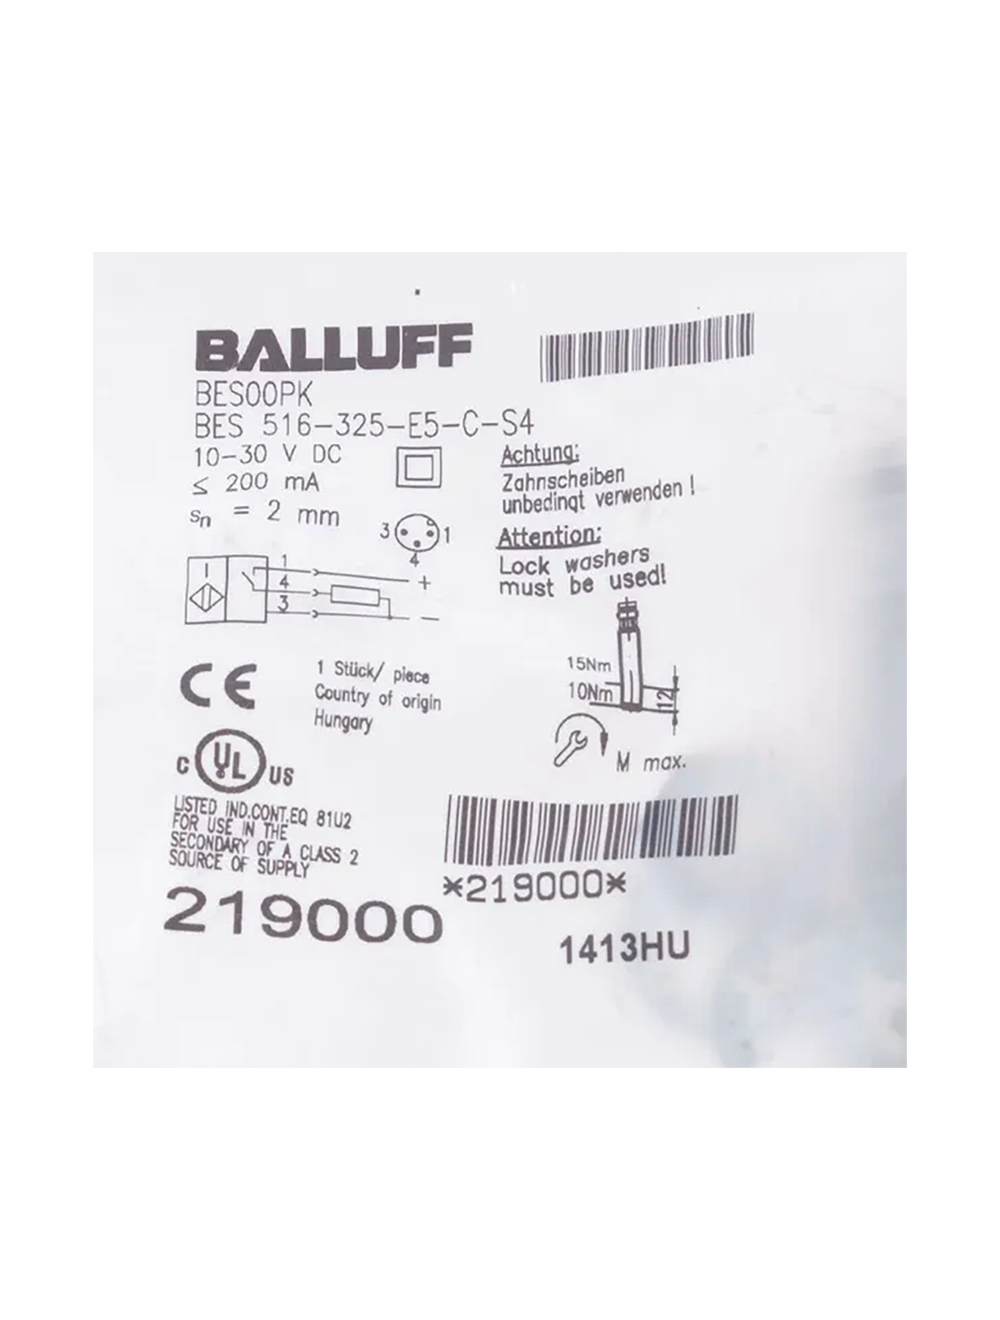 BALLUFF
BES00PK
BES 516-325-E5-C-S4
10-30 V DC
≤ 200 mA
sn = 2 mm
3 1
4
1
4 +
3 −
Achtung:
Zahnscheiben
unbedingt verwenden !
Attention:
Lock washers
must be used!
15Nm
10Nm
12
M max.
CE
1 Stück/ piece
Country of origin
Hungary
C UL US
LISTED IND.CONT.EQ 81U2
FOR USE IN THE
SECONDARY OF A CLASS 2
SOURCE OF SUPPLY
219000
*219000*
1413HU